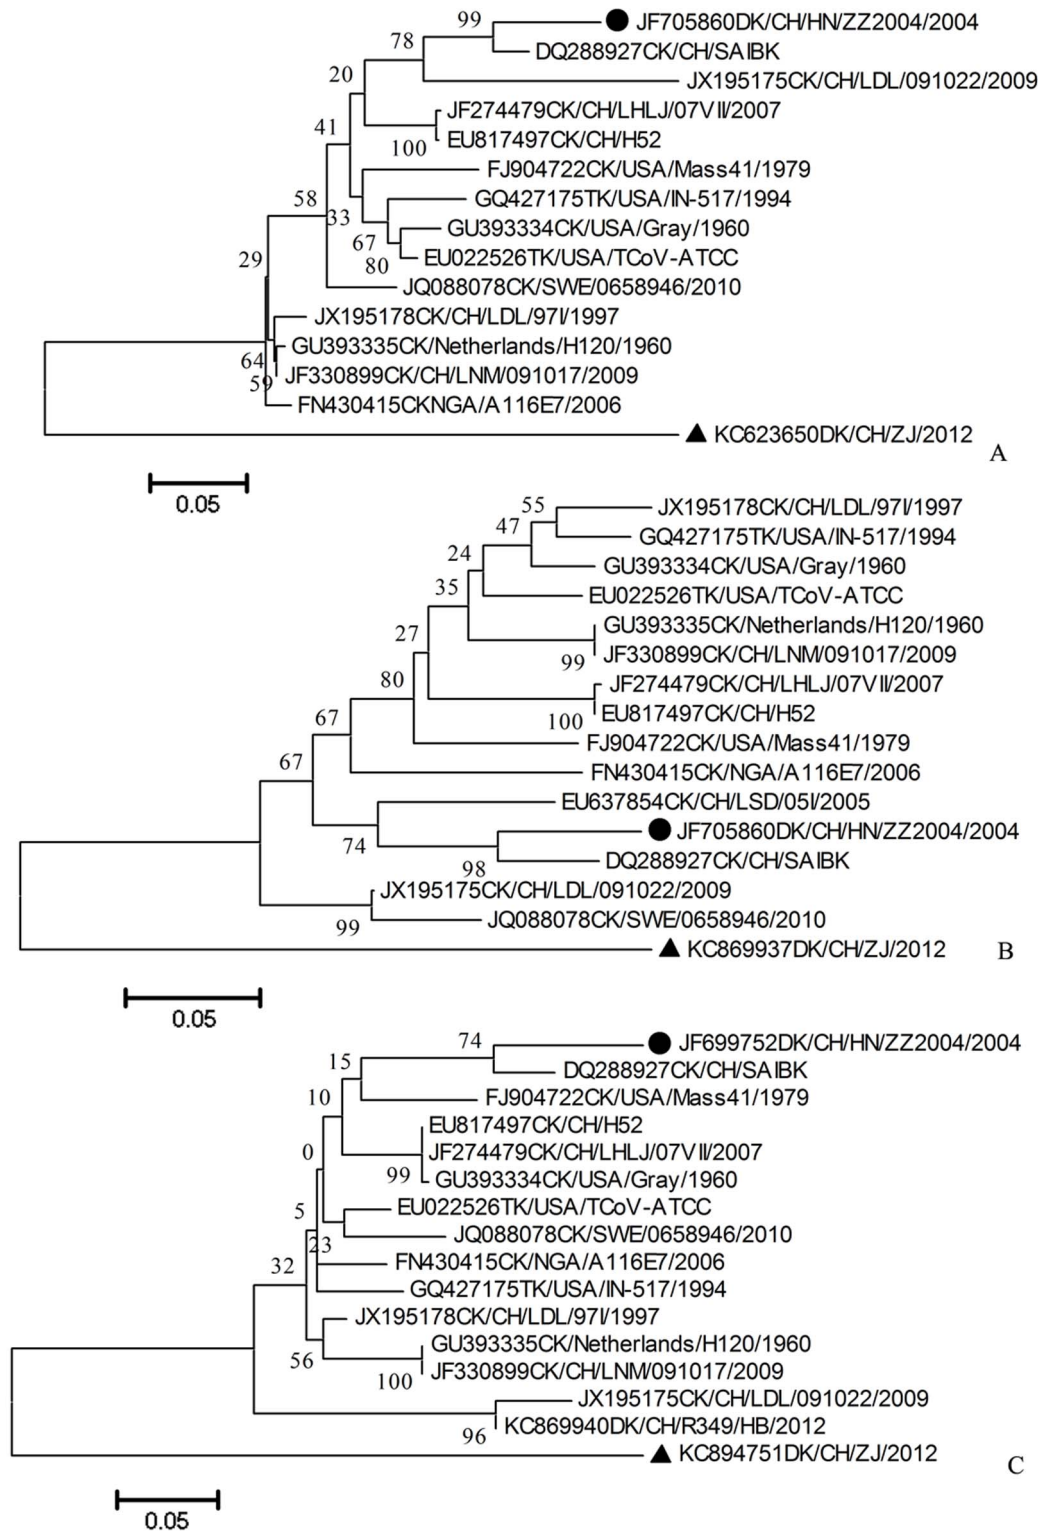 99
JF705860DK/CH/HN/ZZ2004/2004
78
DQ288927CK/CH/SAIBK
20
JX195175CK/CH/LDL/091022/2009
JF274479CK/CH/LHLJ/07VII/2007
41
100
EU817497CK/CH/H52
FJ904722CK/USA/Mass41/1979
58
GQ427175TK/USA/IN-517/1994
33
GU393334CK/USA/Gray/1960
67
29
80
EU022526TK/USA/TCoV-ATCC
JQ088078CK/SWE/0658946/2010
JX195178CK/CH/LDL/97I/1997
GU393335CK/Netherlands/H120/1960
64
59
JF330899CK/CH/LNM/091017/2009
FN430415CKNGA/A116E7/2006
KC623650DK/CH/ZJ/2012
A
0.05
55
JX195178CK/CH/LDL/97I/1997
47
GQ427175TK/USA/IN-517/1994
24
GU393334CK/USA/Gray/1960
35
EU022526TK/USA/TCoV-ATCC
27
GU393335CK/Netherlands/H120/1960
99
JF330899CK/CH/LNM/091017/2009
80
JF274479CK/CH/LHLJ/07VII/2007
100
EU817497CK/CH/H52
67
FJ904722CK/USA/Mass41/1979
67
FN430415CK/NGA/A116E7/2006
EU637854CK/CH/LSD/05I/2005
74
JF705860DK/CH/HN/ZZ2004/2004
98
DQ288927CK/CH/SAIBK
JX195175CK/CH/LDL/091022/2009
99
JQ088078CK/SWE/0658946/2010
KC869937DK/CH/ZJ/2012
B
0.05
74
JF699752DK/CH/HN/ZZ2004/2004
15
DQ288927CK/CH/SAIBK
10
FJ904722CK/USA/Mass41/1979
EU817497CK/CH/H52
0
JF274479CK/CH/LHLJ/07VII/2007
99
GU393334CK/USA/Gray/1960
5
EU022526TK/USA/TCoV-ATCC
23
JQ088078CK/SWE/0658946/2010
32
FN430415CK/NGA/A116E7/2006
GQ427175TK/USA/IN-517/1994
JX195178CK/CH/LDL/97I/1997
56
GU393335CK/Netherlands/H120/1960
100
JF330899CK/CH/LNM/091017/2009
JX195175CK/CH/LDL/091022/2009
96
KC869940DK/CH/R349/HB/2012
KC894751DK/CH/ZJ/2012
C
0.05